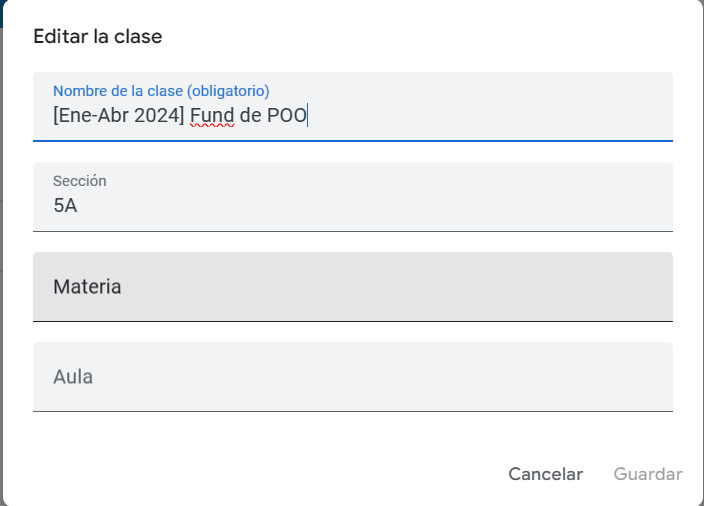 Editar la clase
Nombre de la clase (obligatorio)
[Ene-Abr 2024] Fund de POO
Sección
5A
Materia
Aula
Cancelar Guardar